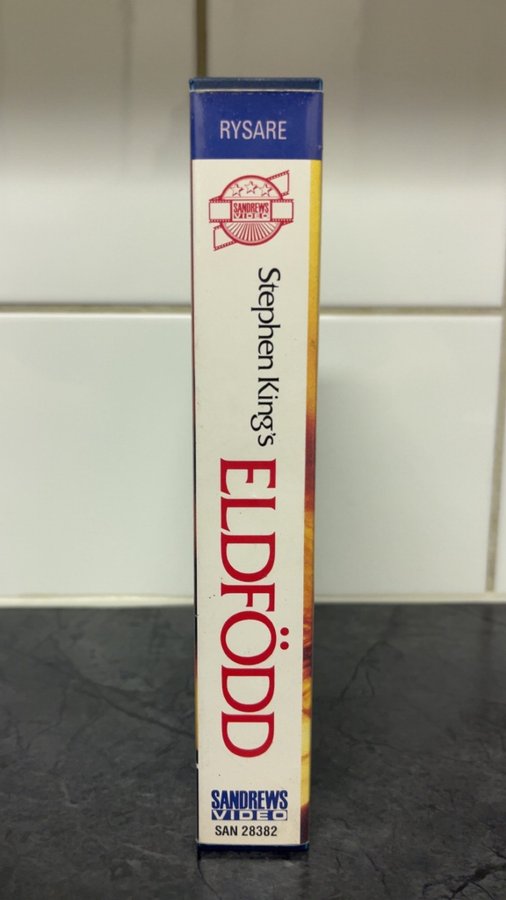 RYSARE
SANDREWS
VIDEO
Stephen King's
ELDFÖDD
SANDREWS
VIDEO
SAN 28382